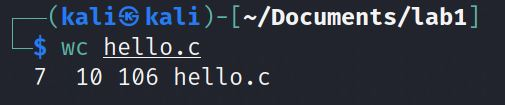 ┌──(kali㉿kali)-[~/Documents/lab1]
└─$ wc hello.c
7  10 106 hello.c